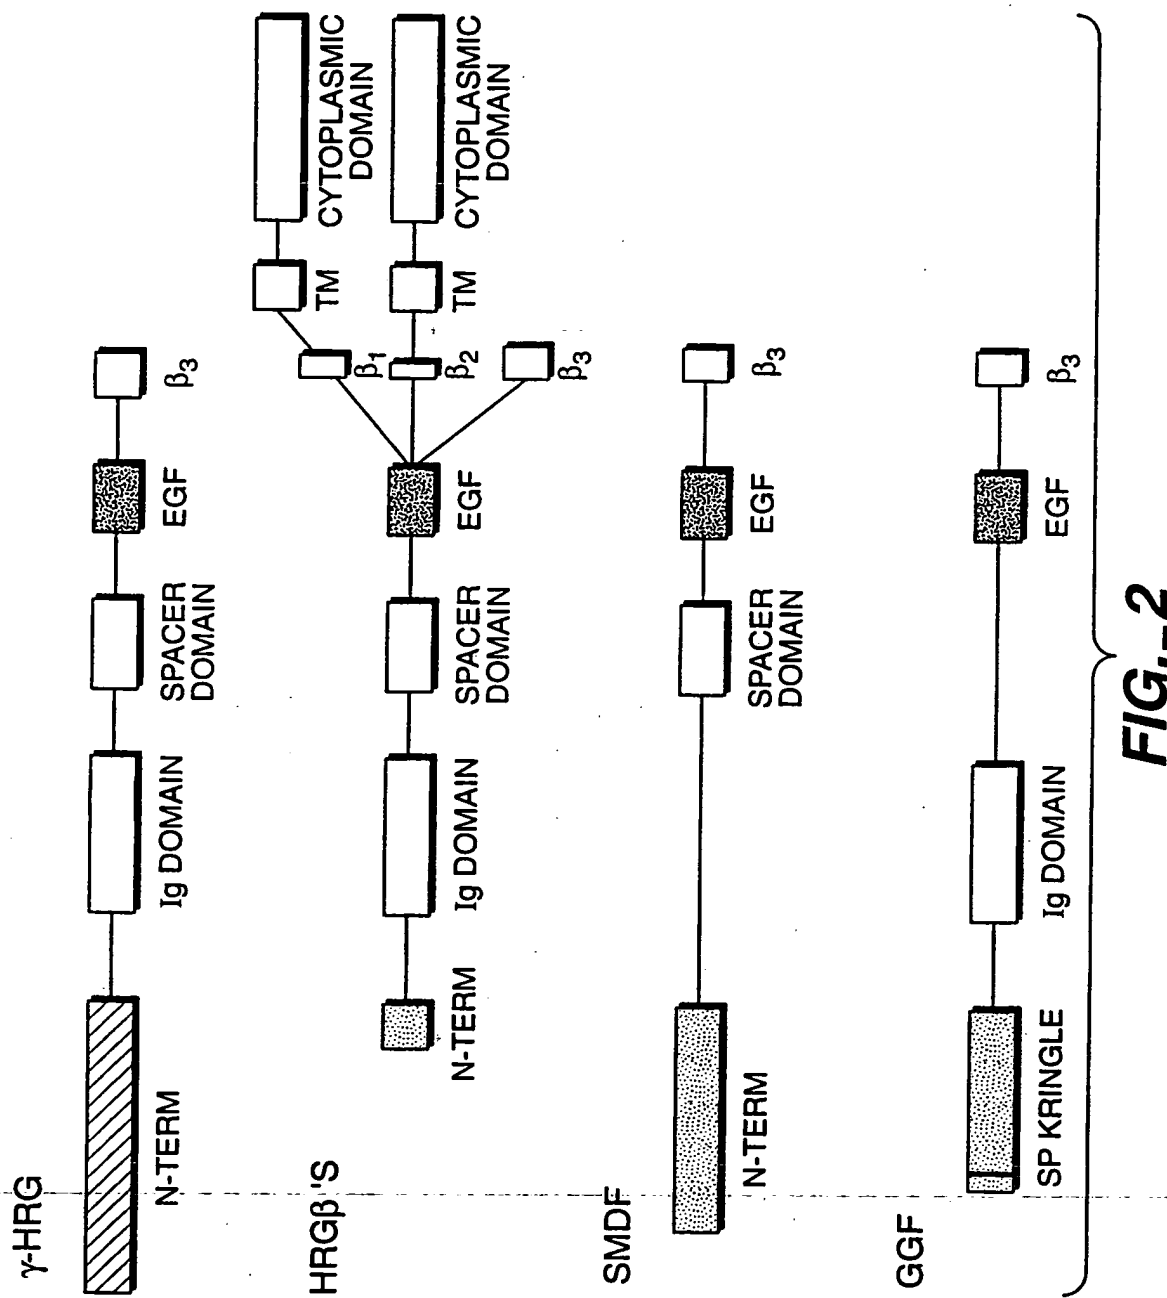 γ-HRG
N-TERM
Ig DOMAIN
SPACER
DOMAIN
EGF
β3
HRGβ 'S
N-TERM
Ig DOMAIN
SPACER
DOMAIN
EGF
β1
TM
CYTOPLASMIC
DOMAIN
β2
TM
CYTOPLASMIC
DOMAIN
β3
SMDF
N-TERM
SPACER
DOMAIN
EGF
β3
GGF
SP KRINGLE
Ig DOMAIN
EGF
β3
FIG._2